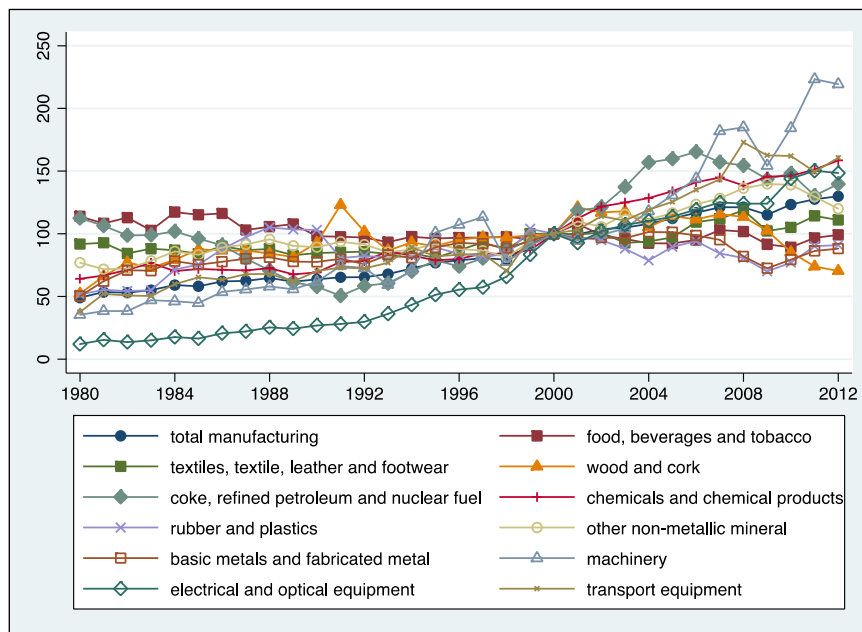 250
200
150
100
50
0
1980 1984 1988 1992 1996 2000 2004 2008 2012
total manufacturing food, beverages and tobacco
textiles, textile, leather and footwear wood and cork
coke, refined petroleum and nuclear fuel chemicals and chemical products
rubber and plastics other non-metallic mineral
basic metals and fabricated metal machinery
electrical and optical equipment transport equipment